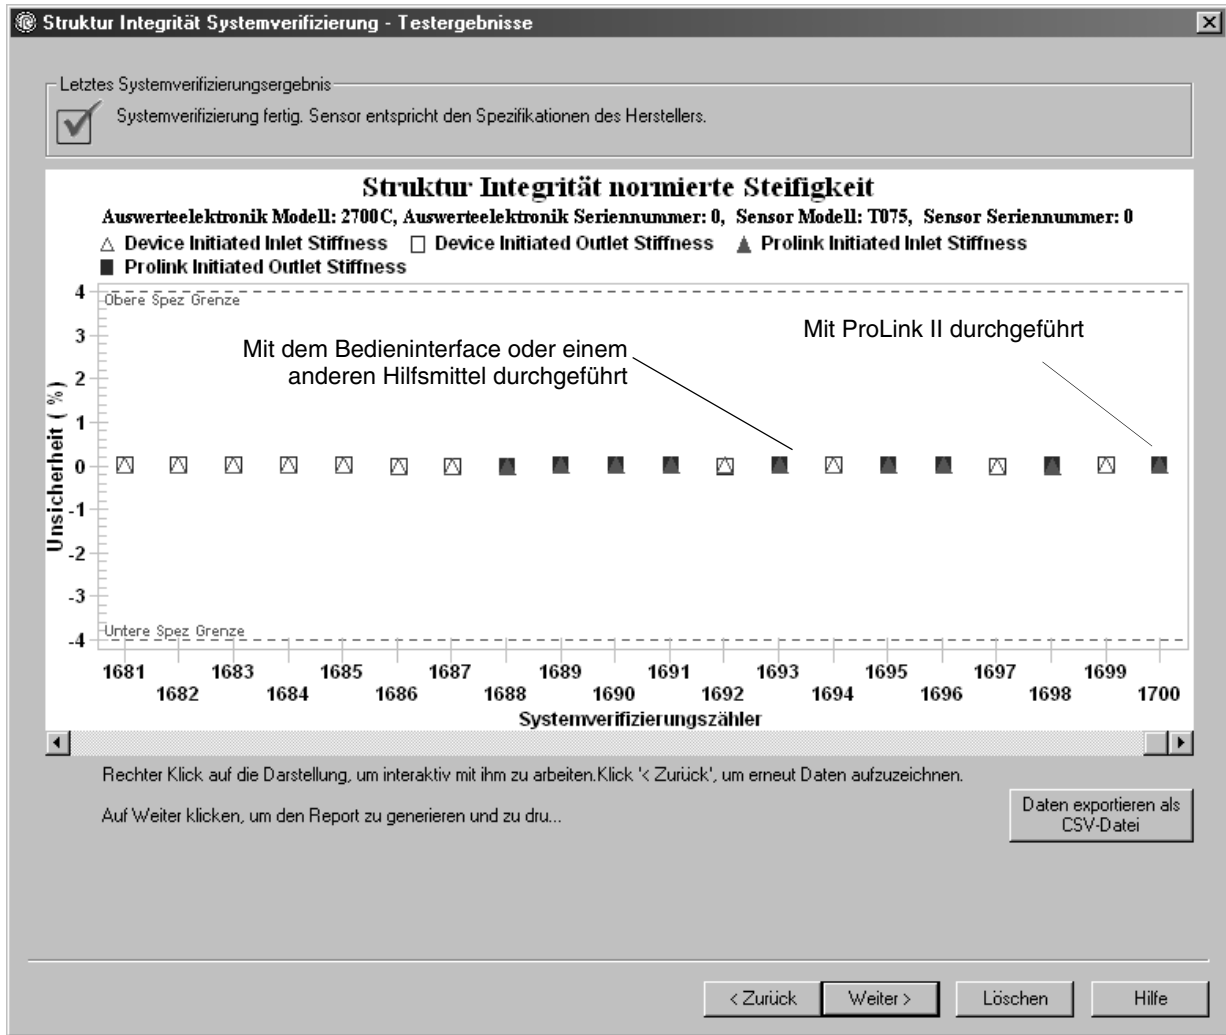 Struktur Integrität Systemverifizierung - Testergebnisse
Letztes Systemverifizierungsergebnis
Systemverifizierung fertig. Sensor entspricht den Spezifikationen des Herstellers.
Struktur Integrität normierte Steifigkeit
Auswerteelektronik Modell: 2700C, Auswerteelektronik Seriennummer: 0, Sensor Modell: T075, Sensor Seriennummer: 0
Device Initiated Inlet Stiffness Device Initiated Outlet Stiffness Prolink Initiated Inlet Stiffness
Prolink Initiated Outlet Stiffness
4
Obere Spez Grenze
3
Mit ProLink II durchgeführt
Mit dem Bedieninterface oder einem
anderen Hilfsmittel durchgeführt
2
1
0
-1
-2
-3
-4
Unsicherheit ( %)
Untere Spez Grenze
1681 1683 1685 1687 1689 1691 1693 1695 1697 1699
1682 1684 1686 1688 1690 1692 1694 1696 1698 1700
Systemverifizierungszähler
Rechter Klick auf die Darstellung, um interaktiv mit ihm zu arbeiten.Klick '< Zurück', um erneut Daten aufzuzeichnen.
Auf Weiter klicken, um den Report zu generieren und zu dru...
Daten exportieren als
CSV-Datei
< Zurück
Weiter >
Löschen
Hilfe